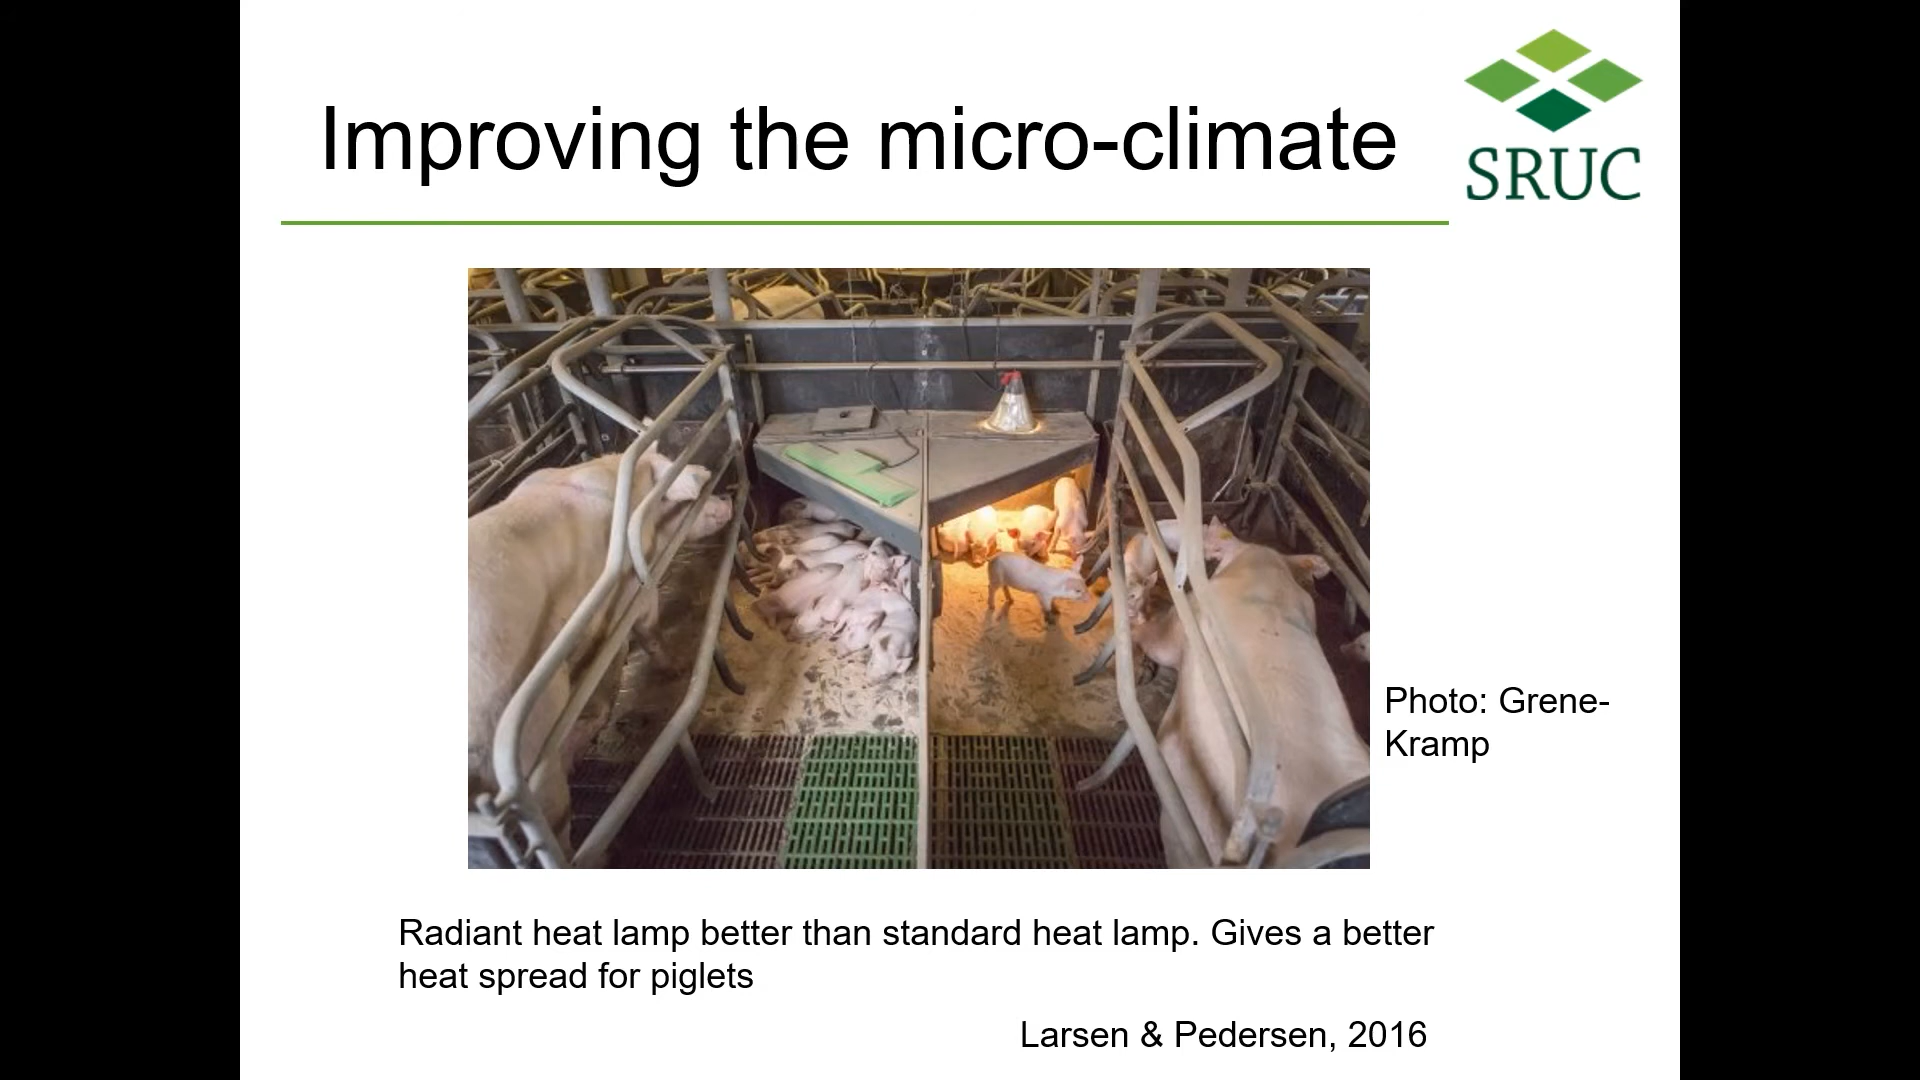 Improving the micro-climate
SRUC
Photo: Grene-
Kramp
Radiant heat lamp better than standard heat lamp. Gives a better
heat spread for piglets
Larsen & Pedersen, 2016